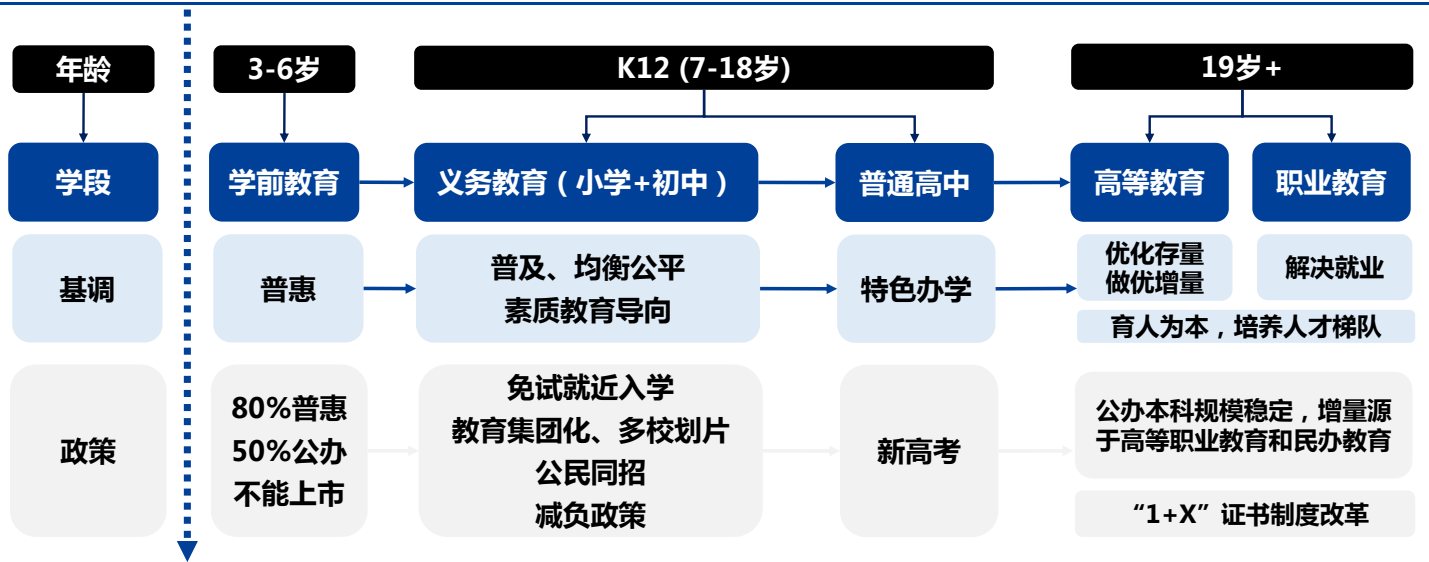 年龄
3-6岁
K12 (7-18岁)
19岁+
学段
学前教育
义务教育（小学+初中）
普通高中
高等教育
职业教育
基调
普惠
普及、均衡公平
素质教育导向
特色办学
优化存量
做优增量
解决就业
育人为本，培养人才梯队
政策
80%普惠
50%公办
不能上市
免试就近入学
教育集团化、多校划片
公民同招
减负政策
新高考
公办本科规模稳定，增量源
于高等职业教育和民办教育
“1+X”证书制度改革